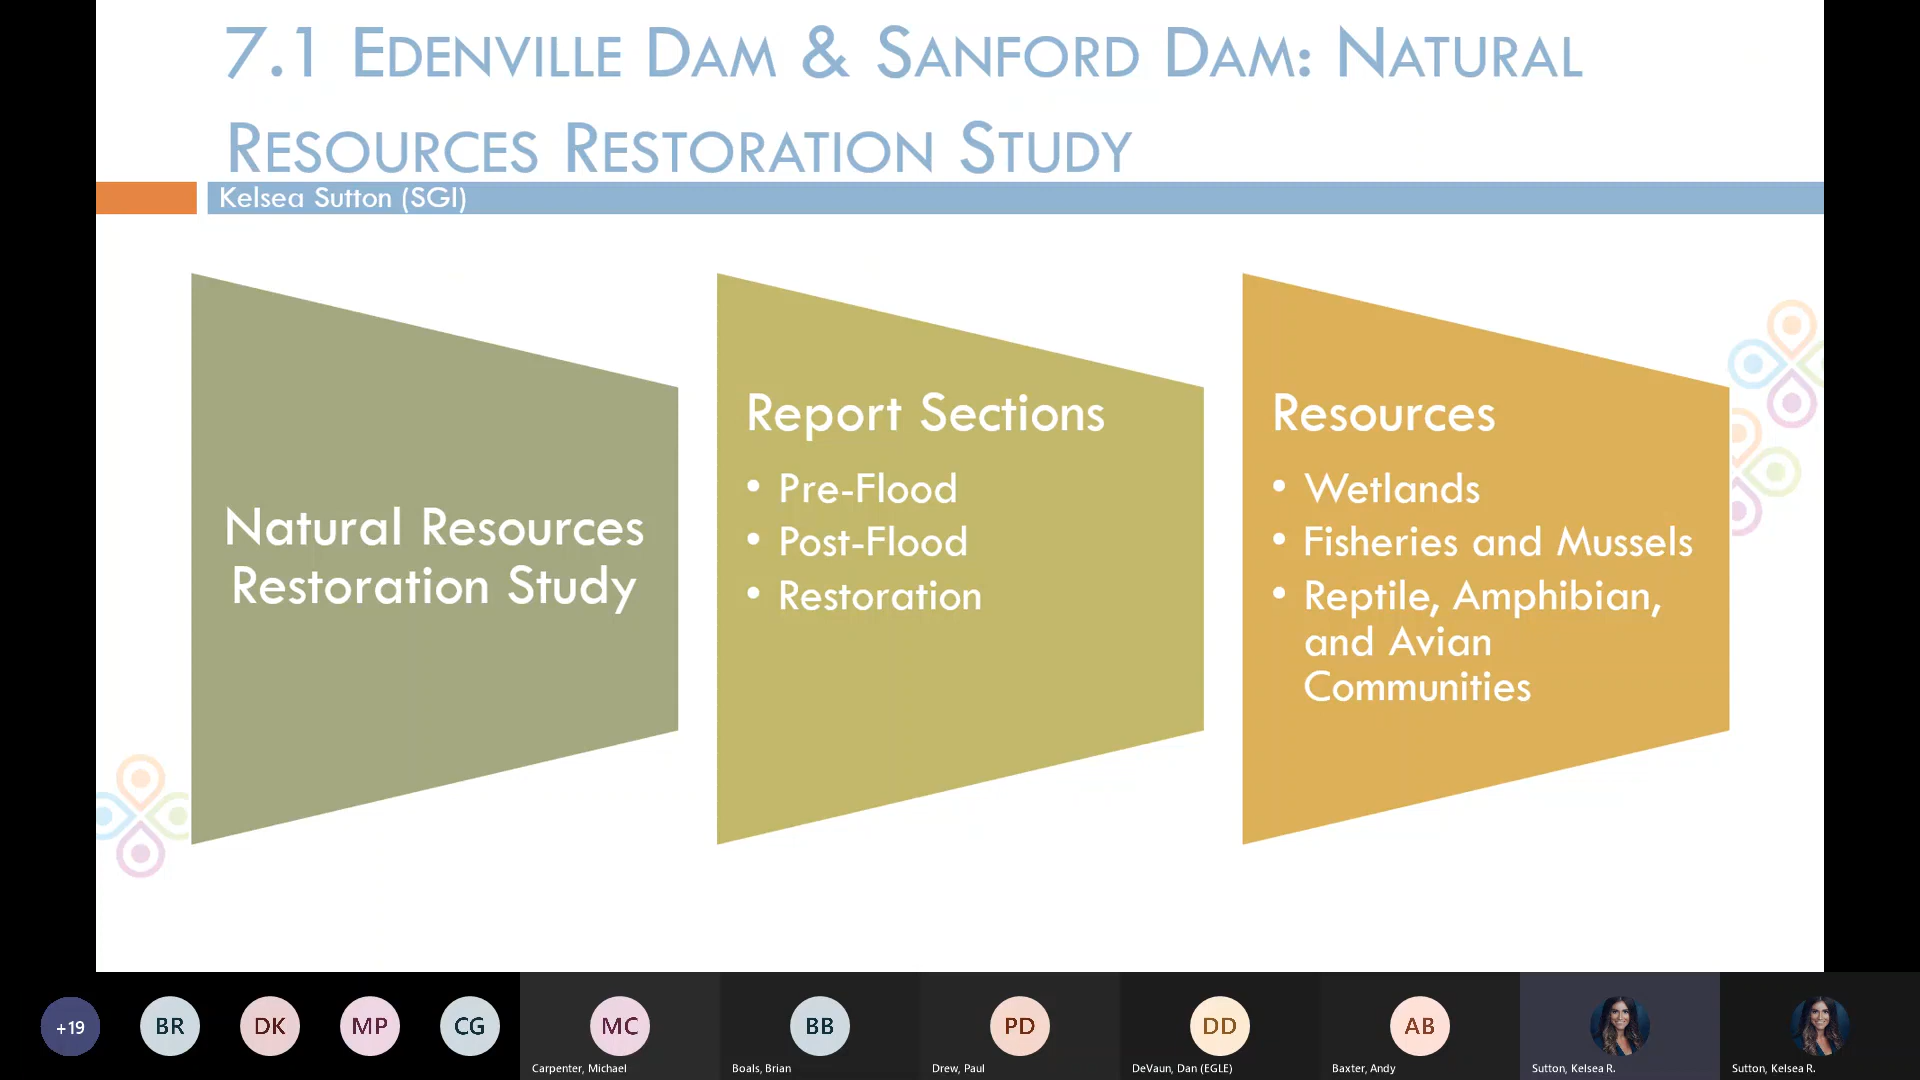 7.1 Edenville Dam & Sanford Dam: Natural
Resources Restoration Study
Kelsea Sutton (SGI)
Natural Resources
Restoration Study
Report Sections
• Pre-Flood
• Post-Flood
• Restoration
Resources
• Wetlands
• Fisheries and Mussels
• Reptile, Amphibian,
and Avian
Communities
+19
BR
DK
MP
CG
MC
BB
PD
DD
AB
Carpenter, Michael
Boals, Brian
Drew, Paul
DeVaun, Dan (EGLE)
Baxter, Andy
Sutton, Kelsea R.
Sutton, Kelsea R.